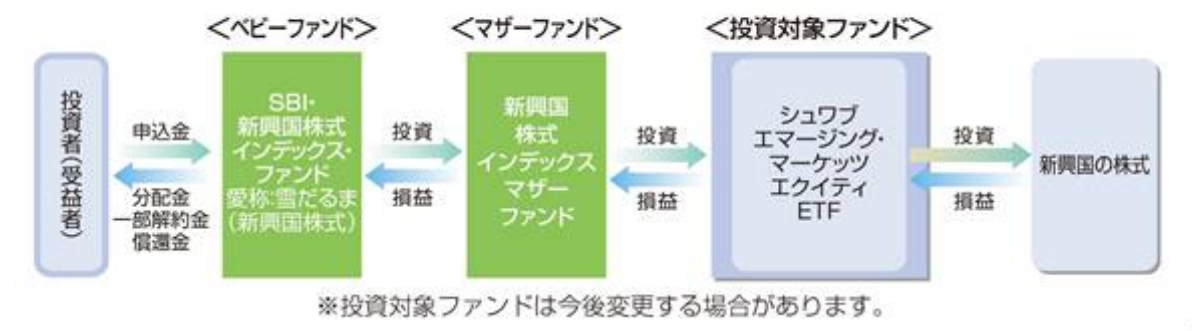 ＜ベビーファンド＞
＜マザーファンド＞
＜投資対象ファンド＞
投資者(受益者)
申込金
分配金
一部解約金
償還金
SBI・
新興国株式
インデックス・
ファンド
愛称:雪だるま
(新興国株式)
投資
損益
新興国
株式
インデックス
マザー
ファンド
投資
損益
シュワブ
エマージング・
マーケッツ
エクイティ
ETF
投資
損益
新興国の株式
※投資対象ファンドは今後変更する場合があります。